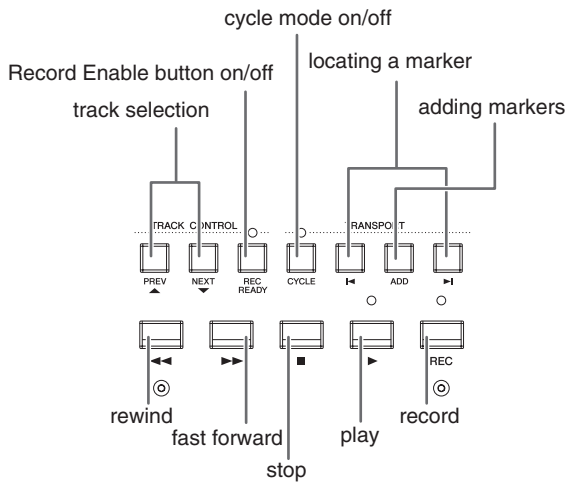 cycle mode on/off
Record Enable button on/off
locating a marker
track selection
adding markers
TRACK CONTROL
TRANSPORT
PREV
NEXT
REC READY
CYCLE
ADD
REC
rewind
fast forward
stop
play
record